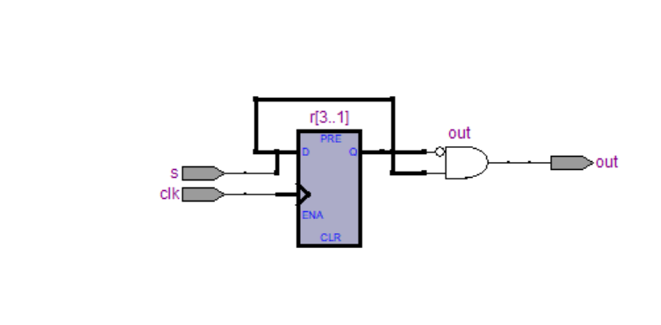 r[3..1]
PRE
D Q
ENA
CLR
s
clk
out
out